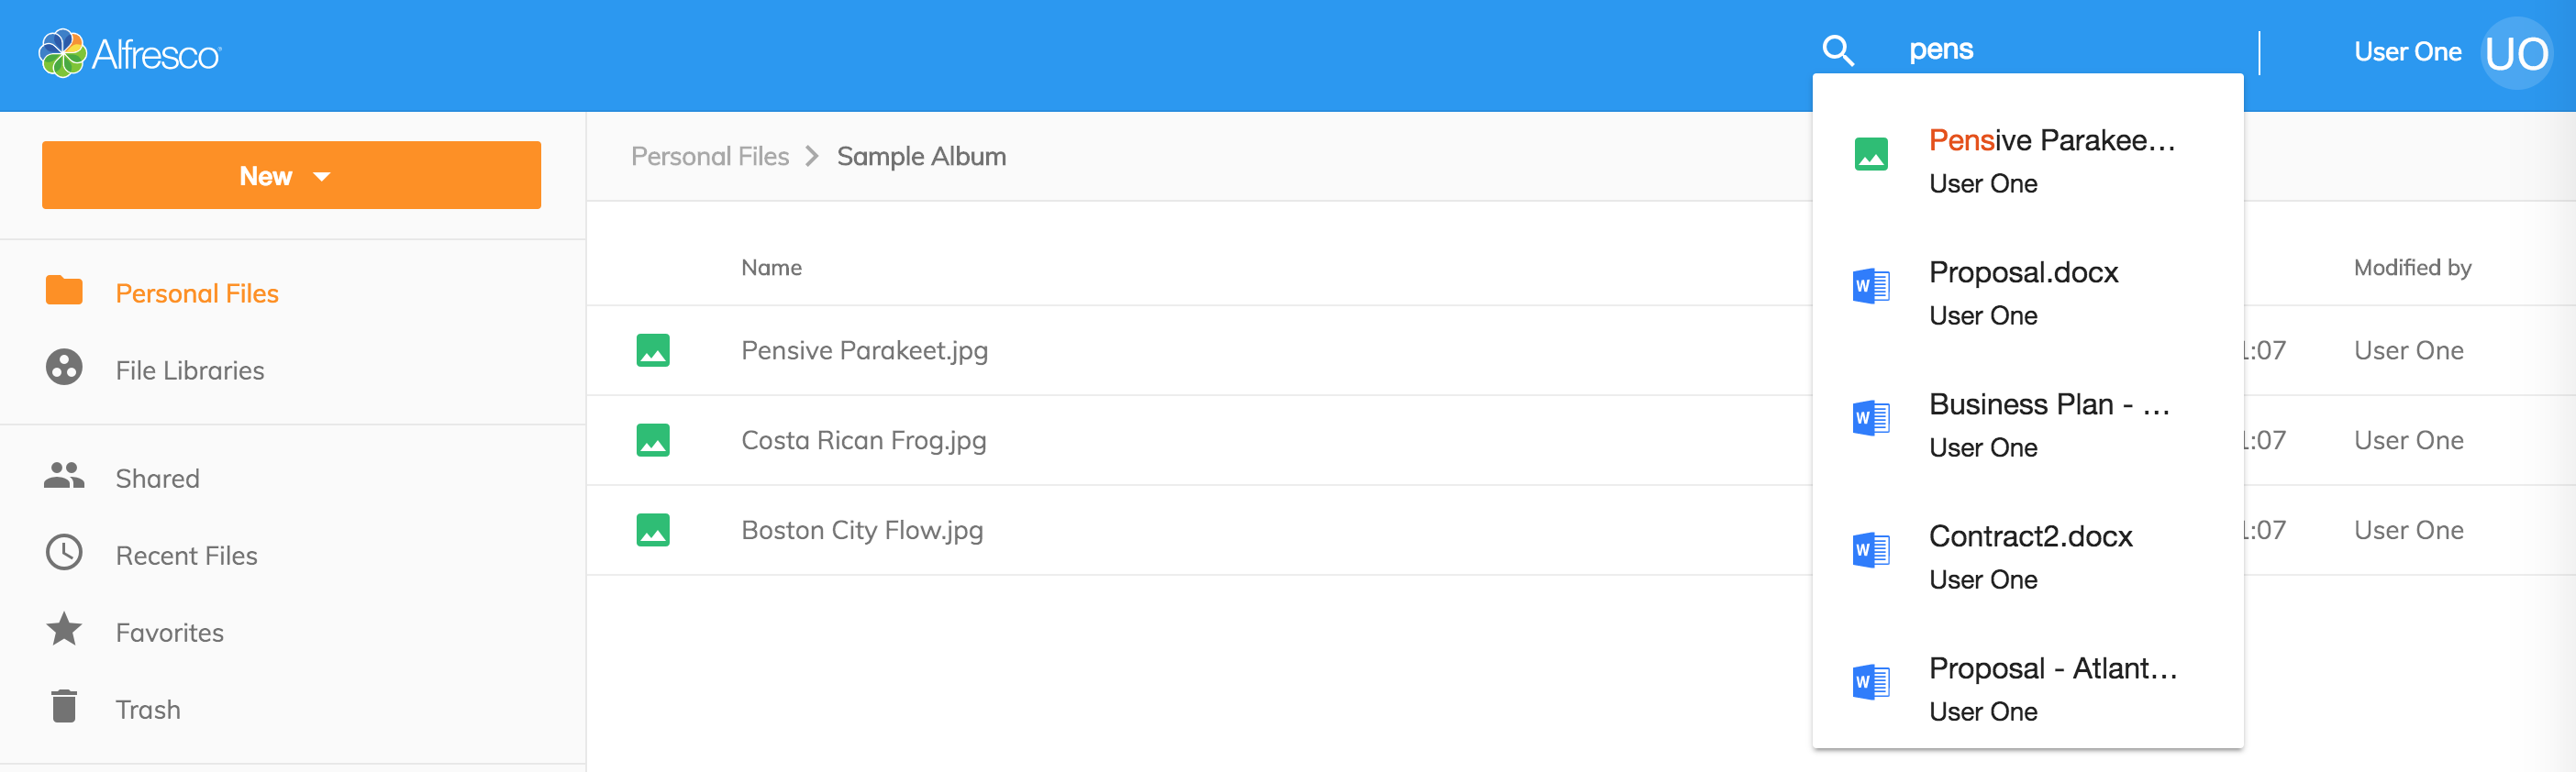 Alfresco
pens
User One
UO
New
Personal Files
File Libraries
Shared
Recent Files
Favorites
Trash
Personal Files > Sample Album
Name
Modified by
Pensive Parakeet.jpg
:07
User One
Costa Rican Frog.jpg
:07
User One
Boston City Flow.jpg
:07
User One
Pensive Parakee...
User One
Proposal.docx
User One
Business Plan - ...
User One
Contract2.docx
User One
Proposal - Atlant...
User One